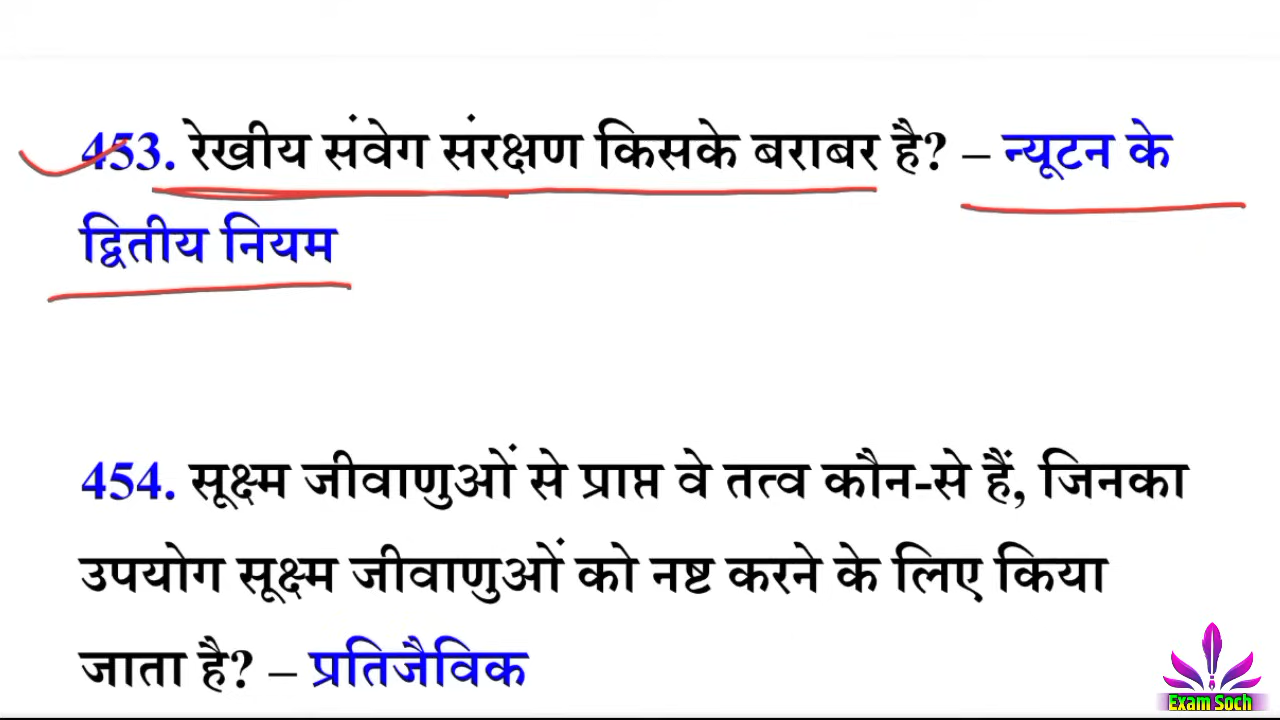 453. रेखीय संवेग संरक्षण किसके बराबर है? – न्यूटन के
द्वितीय नियम
454. सूक्ष्म जीवाणुओं से प्राप्त वे तत्व कौन-से हैं, जिनका
उपयोग सूक्ष्म जीवाणुओं को नष्ट करने के लिए किया
जाता है? – प्रतिजैविक
Exam Soch